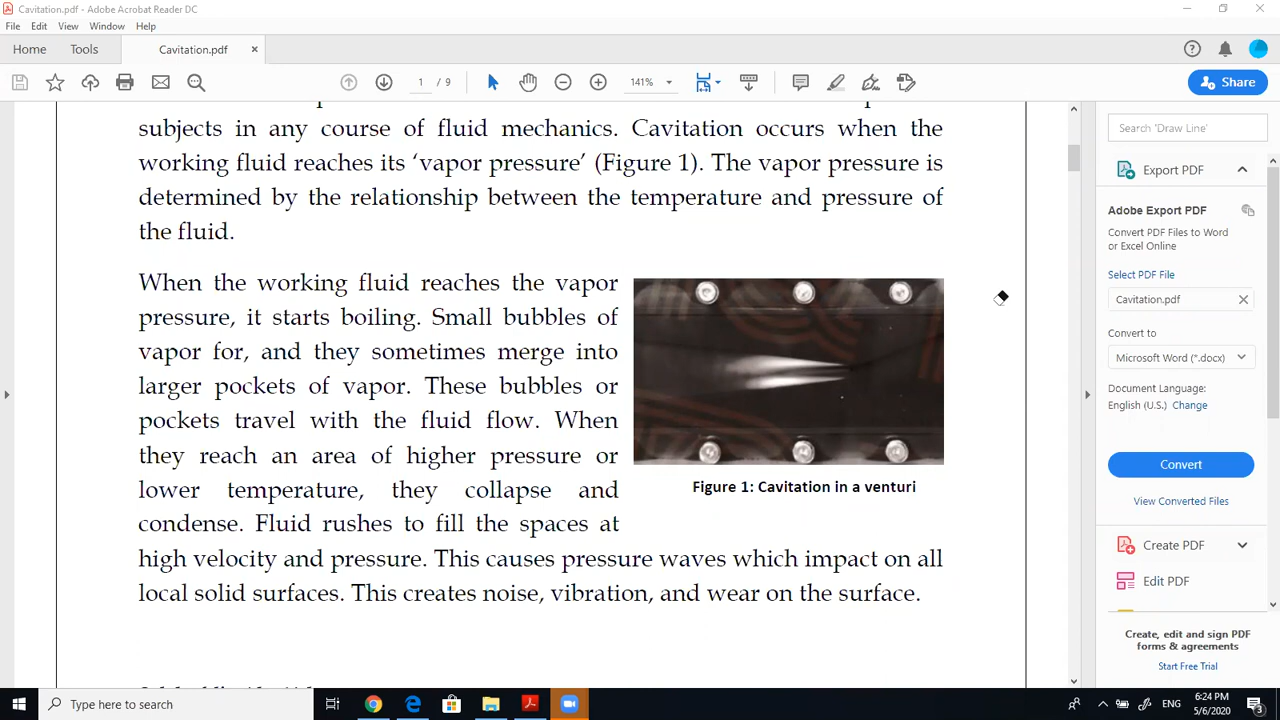 Cavitation.pdf - Adobe Acrobat Reader DC
File Edit View Window Help
Home Tools Cavitation.pdf
1 / 9 141% Share
subjects in any course of fluid mechanics. Cavitation occurs when the
working fluid reaches its ‘vapor pressure’ (Figure 1). The vapor pressure is
determined by the relationship between the temperature and pressure of
the fluid.
When the working fluid reaches the vapor
pressure, it starts boiling. Small bubbles of
vapor for, and they sometimes merge into
larger pockets of vapor. These bubbles or
pockets travel with the fluid flow. When
they reach an area of higher pressure or
lower temperature, they collapse and
condense. Fluid rushes to fill the spaces at
high velocity and pressure. This causes pressure waves which impact on all
local solid surfaces. This creates noise, vibration, and wear on the surface.
Figure 1: Cavitation in a venturi
Search 'Draw Line'
Export PDF
Adobe Export PDF
Convert PDF Files to Word
or Excel Online
Select PDF File
Cavitation.pdf
Convert to
Microsoft Word (*.docx)
Document Language:
English (U.S.) Change
Convert
View Converted Files
Create PDF
Edit PDF
Create, edit and sign PDF
forms & agreements
Start Free Trial
Type here to search
ENG
6:24 PM
5/6/2020
3